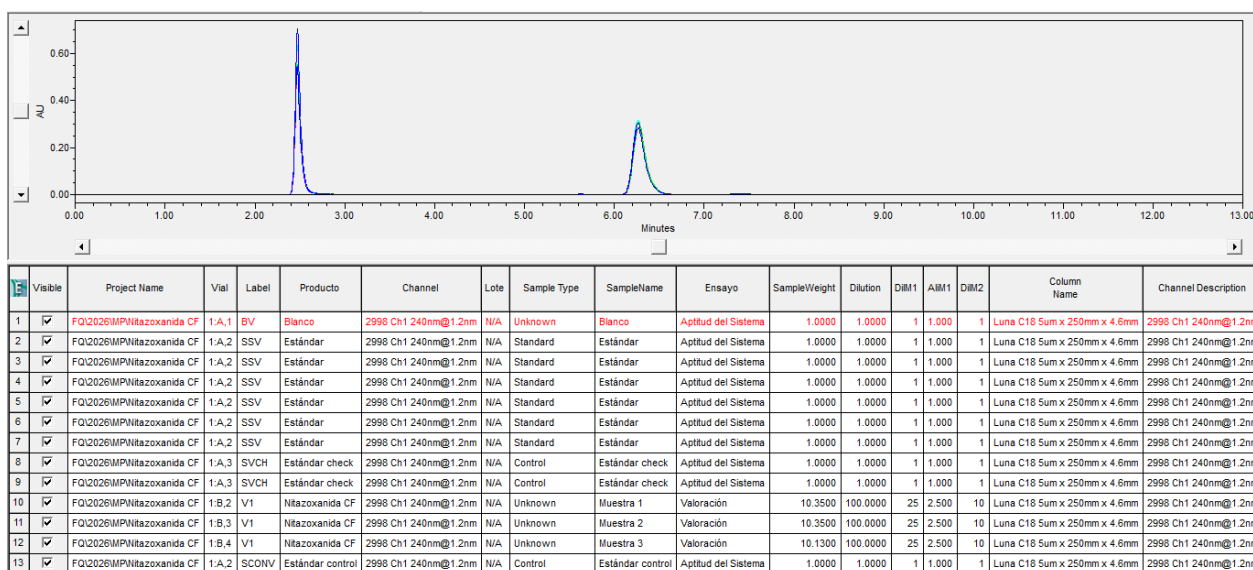 0.60
0.40
AU
0.20
0.00
0.00 1.00 2.00 3.00 4.00 5.00 6.00 7.00 8.00 9.00 10.00 11.00 12.00 13.00
Minutes
Visible Project Name Vial Label Producto Channel Lote Sample Type SampleName Ensayo SampleWeight Dilution DilM1 AliM1 DilM2 Column Name Channel Description
1 FQ\2026\MP\Nitazoxanida CF 1:A,1 BV Blanco 2998 Ch1 240nm@1.2nm N/A Unknown Blanco Aptitud del Sistema 1.0000 1.0000 1 1.000 1 Luna C18 5um x 250mm x 4.6mm 2998 Ch1 240nm@1.2nm
2 FQ\2026\MP\Nitazoxanida CF 1:A,2 SSV Estándar 2998 Ch1 240nm@1.2nm N/A Standard Estándar Aptitud del Sistema 1.0000 1.0000 1 1.000 1 Luna C18 5um x 250mm x 4.6mm 2998 Ch1 240nm@1.2nm
3 FQ\2026\MP\Nitazoxanida CF 1:A,2 SSV Estándar 2998 Ch1 240nm@1.2nm N/A Standard Estándar Aptitud del Sistema 1.0000 1.0000 1 1.000 1 Luna C18 5um x 250mm x 4.6mm 2998 Ch1 240nm@1.2nm
4 FQ\2026\MP\Nitazoxanida CF 1:A,2 SSV Estándar 2998 Ch1 240nm@1.2nm N/A Standard Estándar Aptitud del Sistema 1.0000 1.0000 1 1.000 1 Luna C18 5um x 250mm x 4.6mm 2998 Ch1 240nm@1.2nm
5 FQ\2026\MP\Nitazoxanida CF 1:A,2 SSV Estándar 2998 Ch1 240nm@1.2nm N/A Standard Estándar Aptitud del Sistema 1.0000 1.0000 1 1.000 1 Luna C18 5um x 250mm x 4.6mm 2998 Ch1 240nm@1.2nm
6 FQ\2026\MP\Nitazoxanida CF 1:A,2 SSV Estándar 2998 Ch1 240nm@1.2nm N/A Standard Estándar Aptitud del Sistema 1.0000 1.0000 1 1.000 1 Luna C18 5um x 250mm x 4.6mm 2998 Ch1 240nm@1.2nm
7 FQ\2026\MP\Nitazoxanida CF 1:A,2 SSV Estándar 2998 Ch1 240nm@1.2nm N/A Standard Estándar Aptitud del Sistema 1.0000 1.0000 1 1.000 1 Luna C18 5um x 250mm x 4.6mm 2998 Ch1 240nm@1.2nm
8 FQ\2026\MP\Nitazoxanida CF 1:A,3 SVCH Estándar check 2998 Ch1 240nm@1.2nm N/A Control Estándar check Aptitud del Sistema 1.0000 1.0000 1 1.000 1 Luna C18 5um x 250mm x 4.6mm 2998 Ch1 240nm@1.2nm
9 FQ\2026\MP\Nitazoxanida CF 1:A,3 SVCH Estándar check 2998 Ch1 240nm@1.2nm N/A Control Estándar check Aptitud del Sistema 1.0000 1.0000 1 1.000 1 Luna C18 5um x 250mm x 4.6mm 2998 Ch1 240nm@1.2nm
10 FQ\2026\MP\Nitazoxanida CF 1:B,2 V1 Nitazoxanida CF 2998 Ch1 240nm@1.2nm N/A Unknown Muestra 1 Valoración 10.3500 100.0000 25 2.500 10 Luna C18 5um x 250mm x 4.6mm 2998 Ch1 240nm@1.2nm
11 FQ\2026\MP\Nitazoxanida CF 1:B,3 V1 Nitazoxanida CF 2998 Ch1 240nm@1.2nm N/A Unknown Muestra 2 Valoración 10.3500 100.0000 25 2.500 10 Luna C18 5um x 250mm x 4.6mm 2998 Ch1 240nm@1.2nm
12 FQ\2026\MP\Nitazoxanida CF 1:B,4 V1 Nitazoxanida CF 2998 Ch1 240nm@1.2nm N/A Unknown Muestra 3 Valoración 10.1300 100.0000 25 2.500 10 Luna C18 5um x 250mm x 4.6mm 2998 Ch1 240nm@1.2nm
13 FQ\2026\MP\Nitazoxanida CF 1:A,2 SCONV Estándar control 2998 Ch1 240nm@1.2nm N/A Control Estándar control Aptitud del Sistema 1.0000 1.0000 1 1.000 1 Luna C18 5um x 250mm x 4.6mm 2998 Ch1 240nm@1.2nm